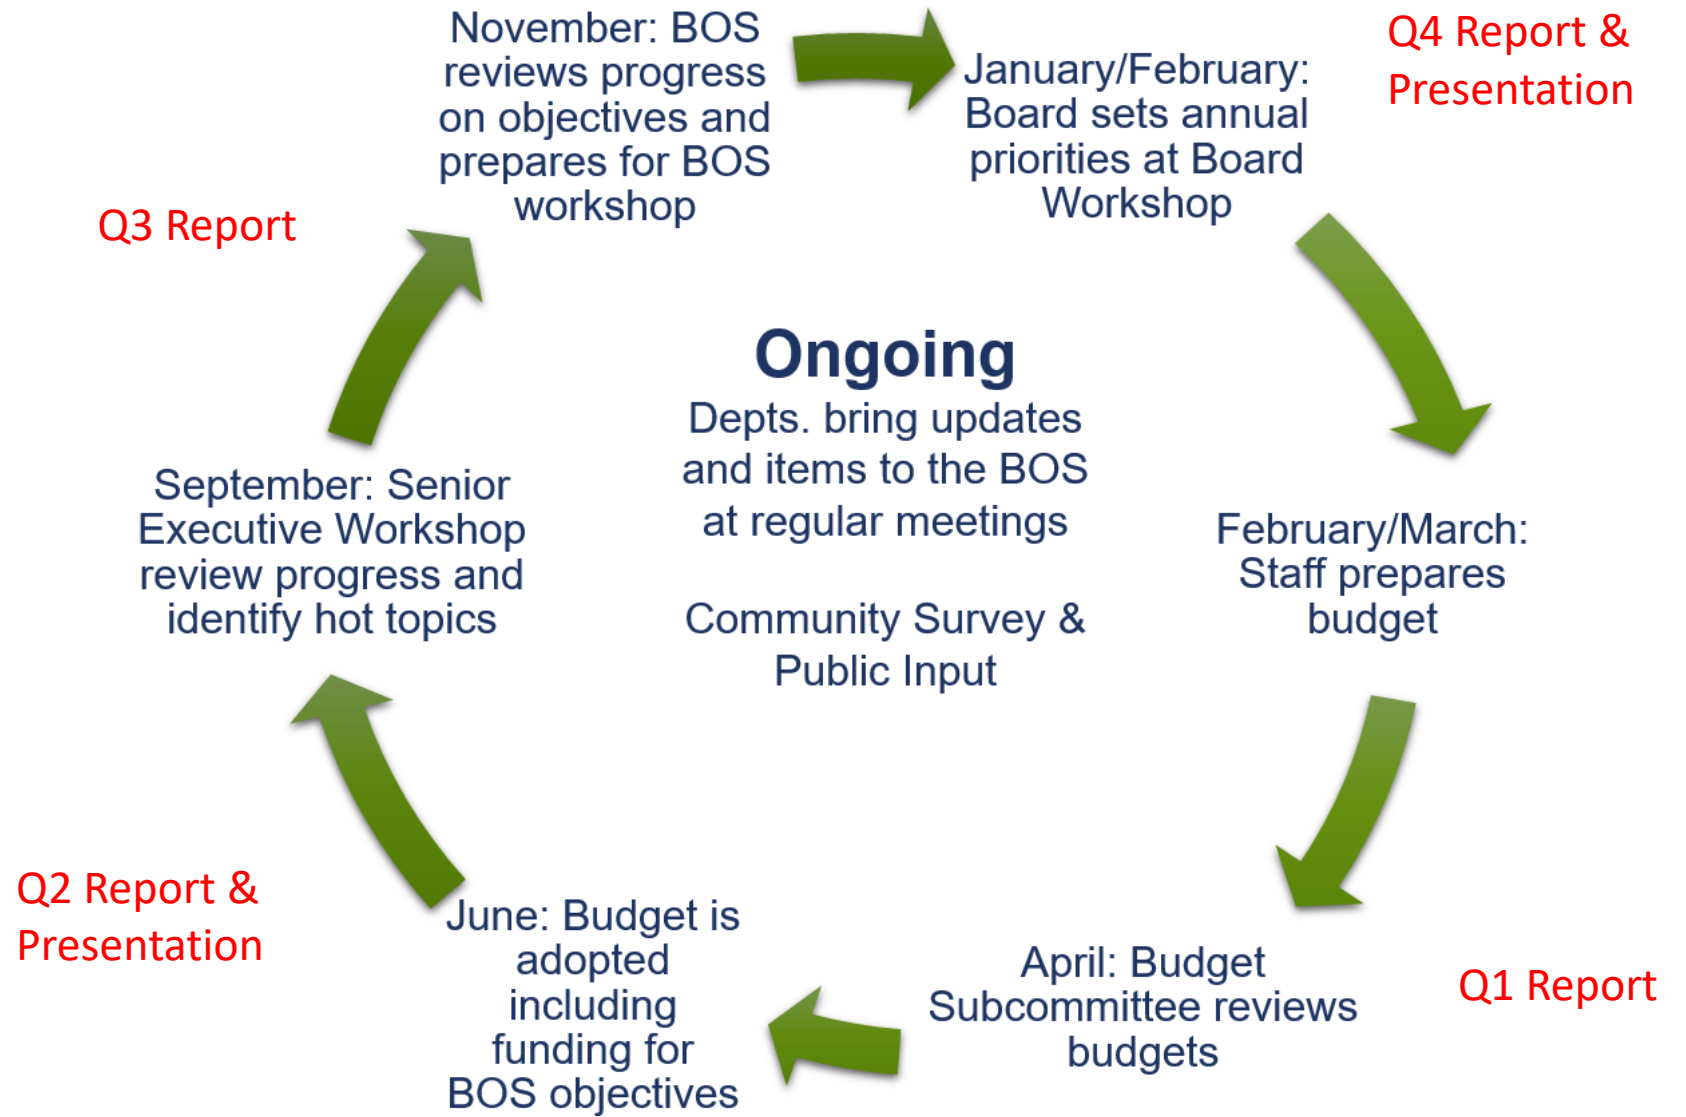 November: BOS
reviews progress
on objectives and
prepares for BOS
workshop
January/February:
Board sets annual
priorities at Board
Workshop
Q4 Report &
Presentation
Q3 Report
Ongoing
Depts. bring updates
and items to the BOS
at regular meetings
Community Survey &
Public Input
September: Senior
Executive Workshop
review progress and
identify hot topics
February/March:
Staff prepares
budget
Q2 Report &
Presentation
June: Budget is
adopted
including
funding for
BOS objectives
April: Budget
Subcommittee reviews
budgets
Q1 Report